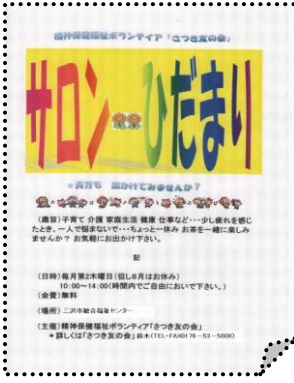 精神保健福祉ボランティア「さつき友の会」
サロン ひだまり
*貴方も 出かけてみませんか?
(趣旨)子育て 介護 家庭生活 健康 仕事など・・・少し疲れを感じ
たとき、一人で悩まないで・・・ちょっと一休み お茶を一緒に楽しみ
ませんか? お気軽にお出かけ下さい。
記
(日時)毎月第2木曜日(但し8月はお休み)
10:00~14:00(時間内でご自由においで下さい。)
(会費)無料
(場所) 三沢市総合福祉センター
(主催)精神保健福祉ボランティア「さつき友の会」
*詳しくは「さつき友の会」鈴木(TEL・FAX0176-53-5808)